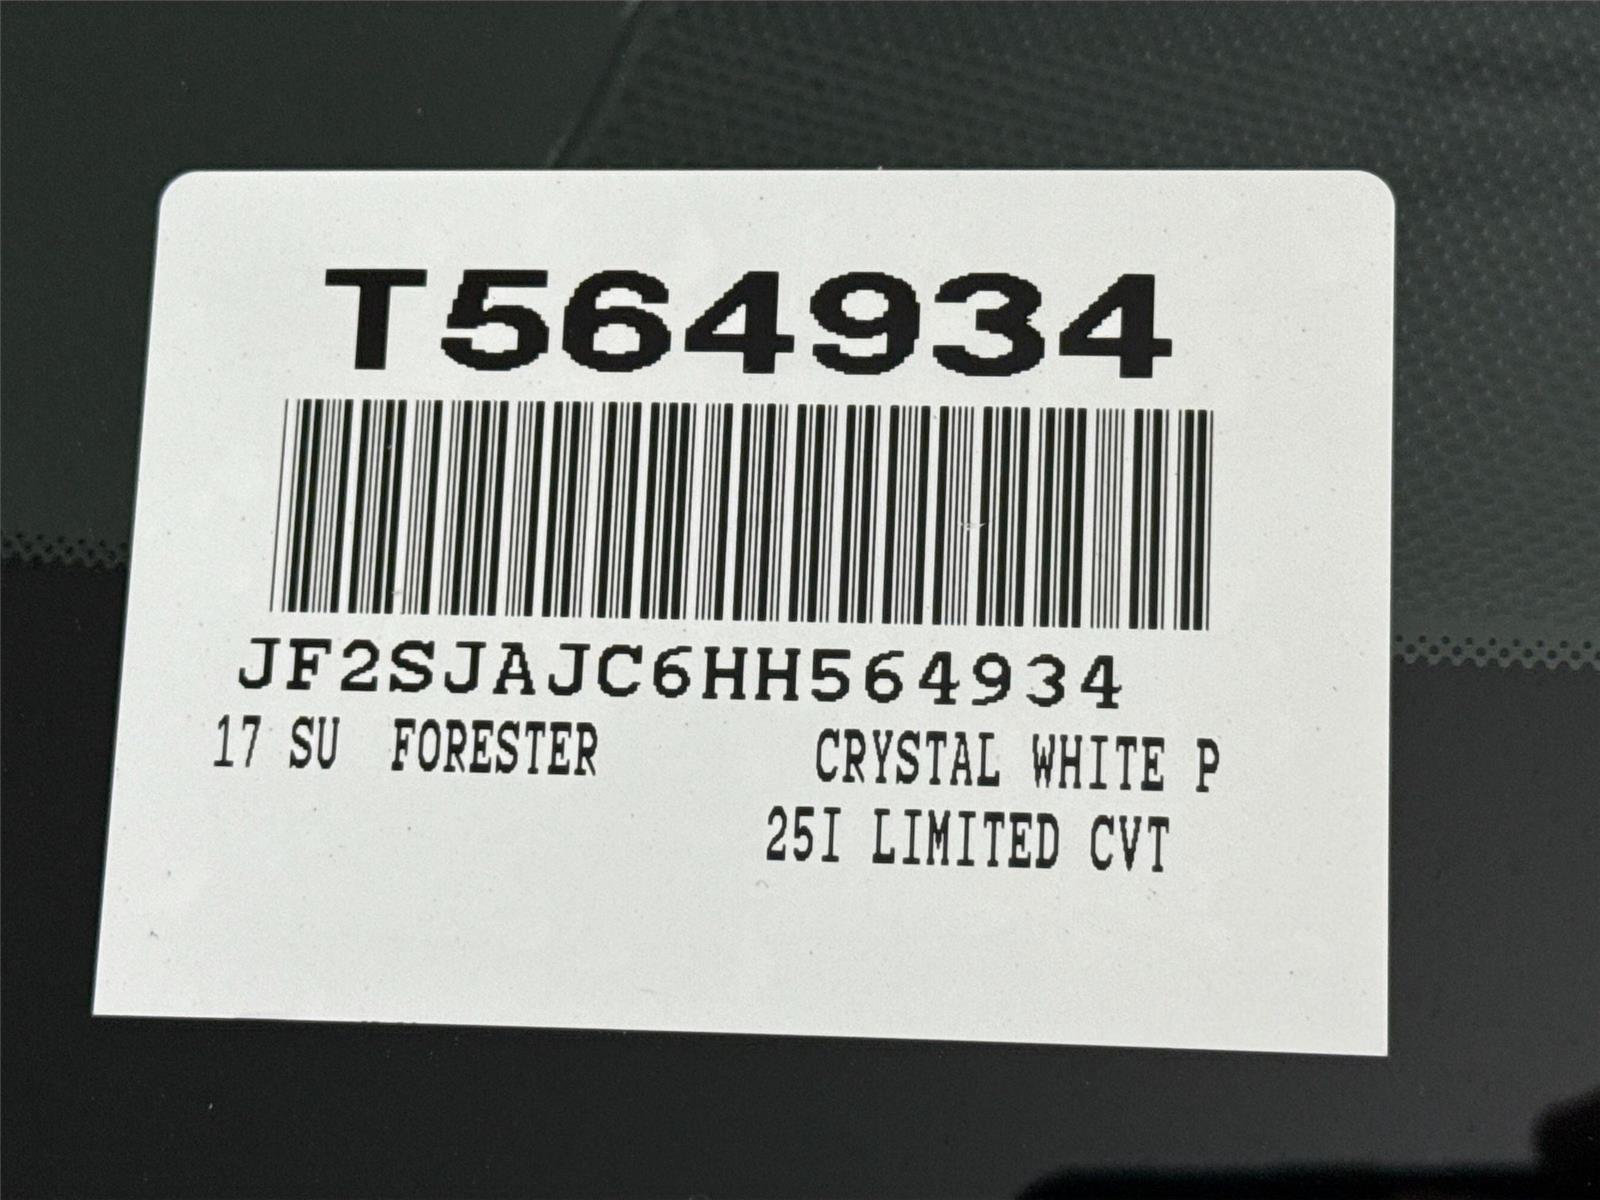 T564934
JF2SJAJC6HH564934
17 SU FORESTER CRYSTAL WHITE P
25I LIMITED CVT